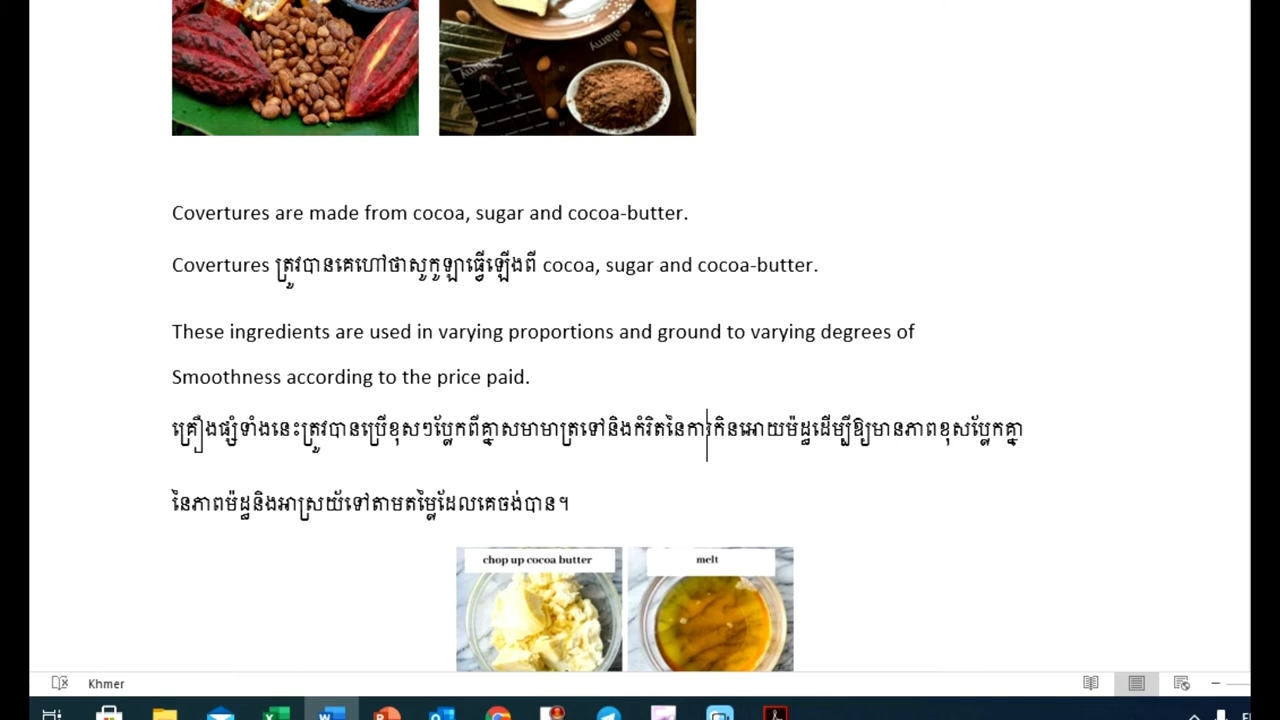 alamy
alamy
Covertures are made from cocoa, sugar and cocoa-butter.
Covertures ត្រូវបានគេហៅថាសូកូឡាធ្វើឡើងពី cocoa, sugar and cocoa-butter.
These ingredients are used in varying proportions and ground to varying degrees of
Smoothness according to the price paid.
គ្រឿងផ្សំទាំងនេះត្រូវបានប្រើខុសៗប្លែកពីគ្នាសមាមាត្រទៅនិងកំរិតនៃការកិនអោយម៉ដ្ឋដើម្បីឱ្យមានភាពខុសប្លែកគ្នា
នៃភាពម៉ដ្ឋនិងអាស្រយ័ទៅតាមតម្លៃដែលគេចង់បាន។
chop up cocoa butter
melt
Khmer